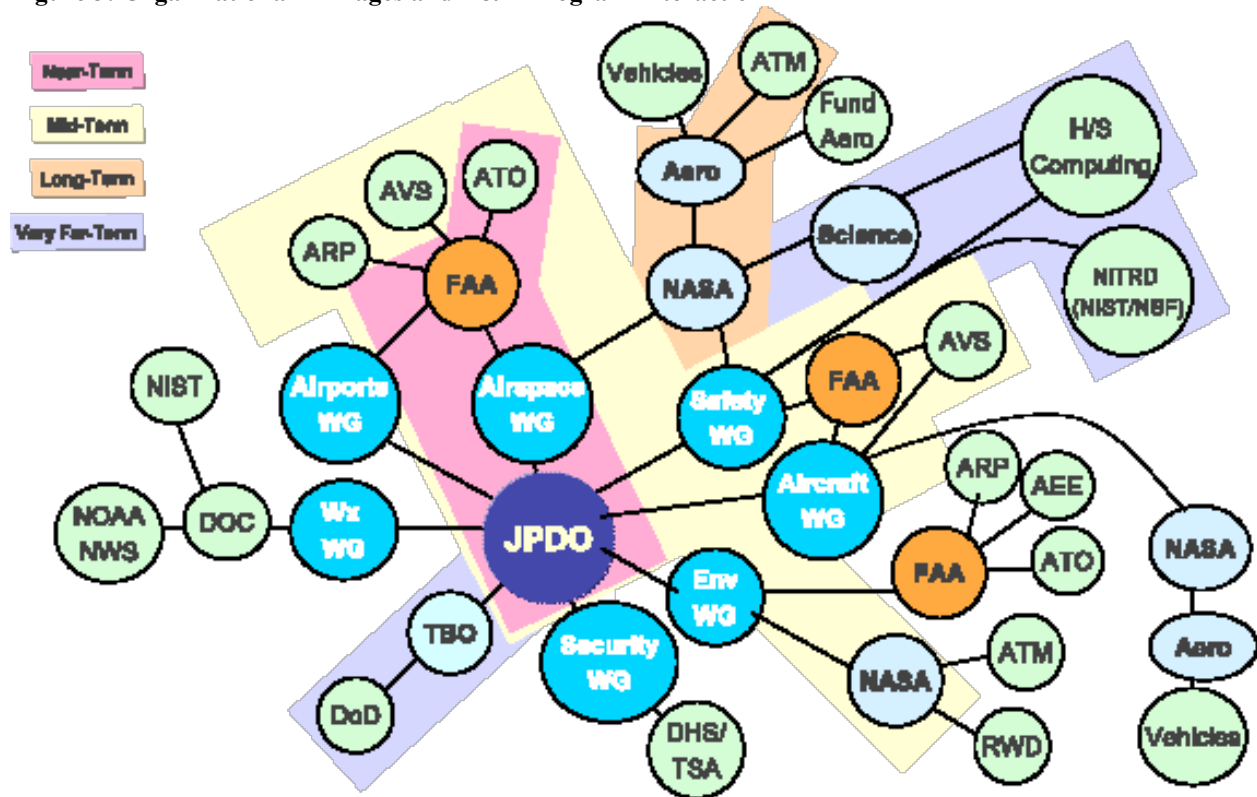 Near-Term
Mid-Term
Long-Term
Very Far-Term
Vehicles
ATM
Fund
Aero
H/S
Computing
Aero
AVS
ATO
ARP
FAA
NASA
Science
NITRD
(NIST/NSF)
NIST
Airports
WG
Airspace
WG
Safety
WG
FAA
AVS
NOAA
NWS
DOC
Wx
WG
JPDO
Aircraft
WG
ARP
AEE
FAA
ATO
NASA
TBO
Env
WG
Security
WG
NASA
ATM
Aero
DoD
DHS/
TSA
RWD
Vehicles